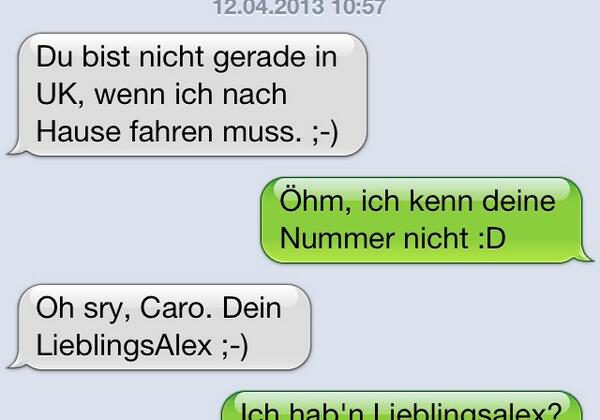 12.04.2013 10:57
Du bist nicht gerade in
UK, wenn ich nach
Hause fahren muss. ;-)
Öhm, ich kenn deine
Nummer nicht :D
Oh sry, Caro. Dein
LieblingsAlex ;-)
Ich hab'n Lieblingsalex?